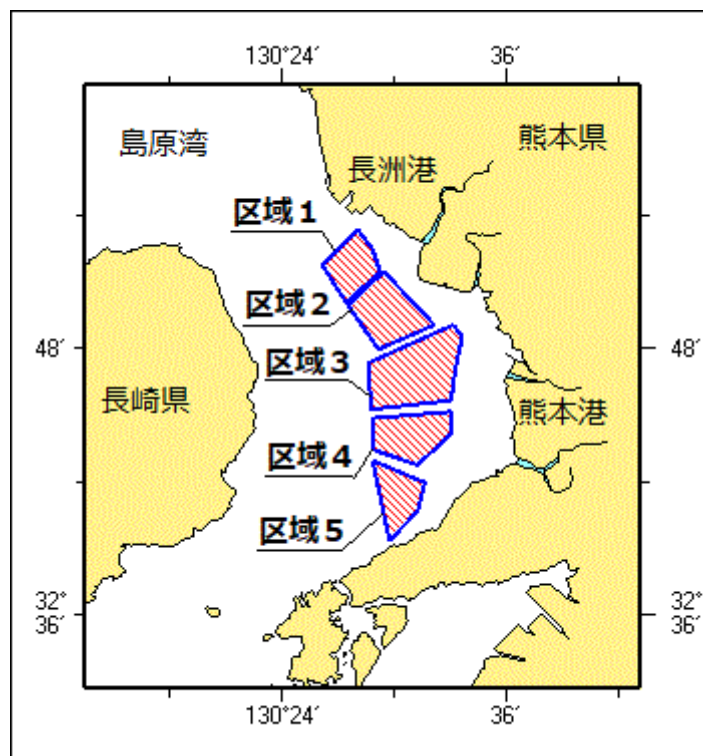 130°24′
36′
島原湾
熊本県
長洲港
区域１
区域２
48′
48′
区域３
長崎県
熊本港
区域４
区域５
32°
36′
32°
36′
130°24′
36′